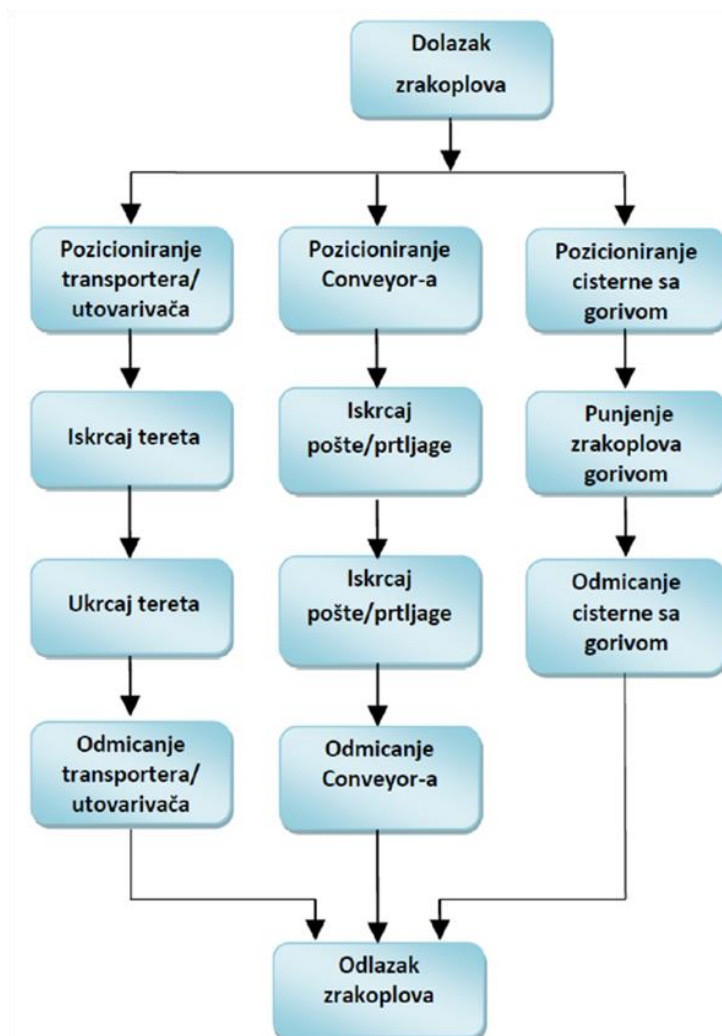 Dolazak
zrakoplova
Pozicioniranje
transportera/
utovarivača
Pozicioniranje
Conveyor-a
Pozicioniranje
cisterne sa
gorivom
Iskrcaj tereta
Iskrcaj
pošte/prtljage
Punjenje
zrakoplova
gorivom
Ukrcaj tereta
Iskrcaj
pošte/prtljage
Odmicanje
cisterne sa
gorivom
Odmicanje
transportera/
utovarivača
Odmicanje
Conveyor-a
Odlazak
zrakoplova